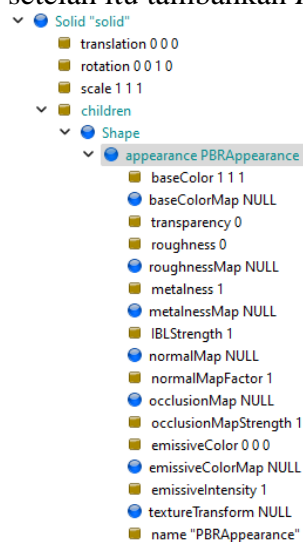 setelah itu tambahkan
Solid "solid"
translation 0 0 0
rotation 0 0 1 0
scale 1 1 1
children
Shape
appearance PBRAppearance
baseColor 1 1 1
baseColorMap NULL
transparency 0
roughness 0
roughnessMap NULL
metalness 1
metalnessMap NULL
IBLStrength 1
normalMap NULL
normalMapFactor 1
occlusionMap NULL
occlusionMapStrength 1
emissiveColor 0 0 0
emissiveColorMap NULL
emissiveIntensity 1
textureTransform NULL
name "PBRAppearance"